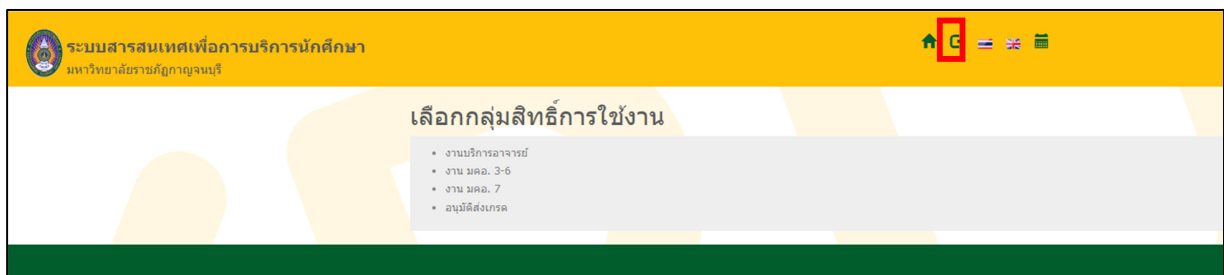 ระบบสารสนเทศเพื่อการบริการนักศึกษา
มหาวิทยาลัยราชภัฏกาญจนบุรี
เลือกกลุ่มสิทธิ์การใช้งาน
งานบริการอาจารย์
งาน มคอ. 3-6
งาน มคอ. 7
อนุมัติส่งเกรด